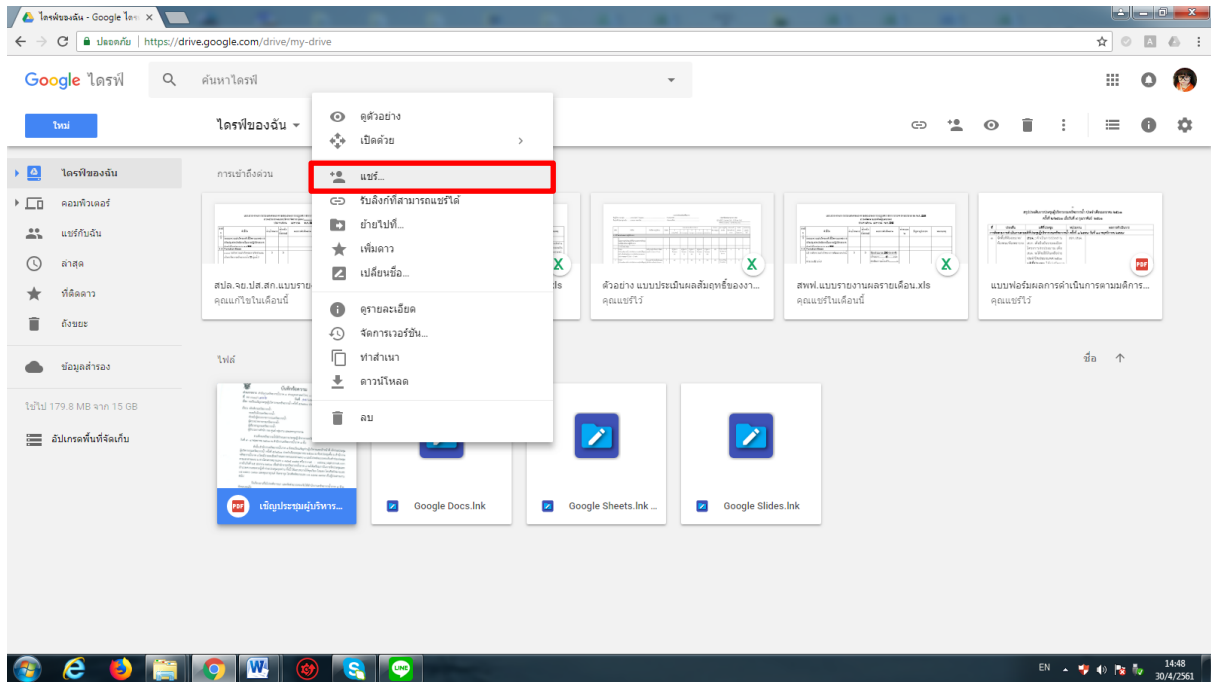 ไดรฟ์ของฉัน - Google ไดร
ปลอดภัย | https://drive.google.com/drive/my-drive
Google ไดรฟ์
ค้นหาไดรฟ์
ใหม่
ไดรฟ์ของฉัน
ไดรฟ์ของฉัน
คอมพิวเตอร์
แชร์กับฉัน
ล่าสุด
ที่ติดดาว
ถังขยะ
ข้อมูลสำรอง
ใช้ไป 179.8 MB จาก 15 GB
อัปเกรดพื้นที่จัดเก็บ
การเข้าถึงด่วน
ดูตัวอย่าง
เปิดด้วย
แชร์...
รับลิงก์ที่สามารถแชร์ได้
ย้ายไปที่...
เพิ่มดาว
เปลี่ยนชื่อ...
ดูรายละเอียด
จัดการเวอร์ชัน...
ทำสำเนา
ดาวน์โหลด
ลบ
สปล.จย.ปส.สก.แบบราย
คุณแก้ไขในเดือนนี้
xls
ตัวอย่าง แบบประเมินผลสัมฤทธิ์ของงา...
คุณแชร์ไว้
สพฟ.แบบรายงานผลรายเดือน.xls
คุณแชร์ในเดือนนี้
แบบฟอร์มผลการดำเนินการตามมติกา...
คุณแชร์ไว้
X
X
X
PDF
ไฟล์
ชื่อ
บันทึกข้อความ
PDF
เชิญประชุมผู้บริหาร...
Google Docs.lnk
Google Sheets.lnk ...
Google Slides.lnk
W
S
LINE
EN
14:48
30/4/2561